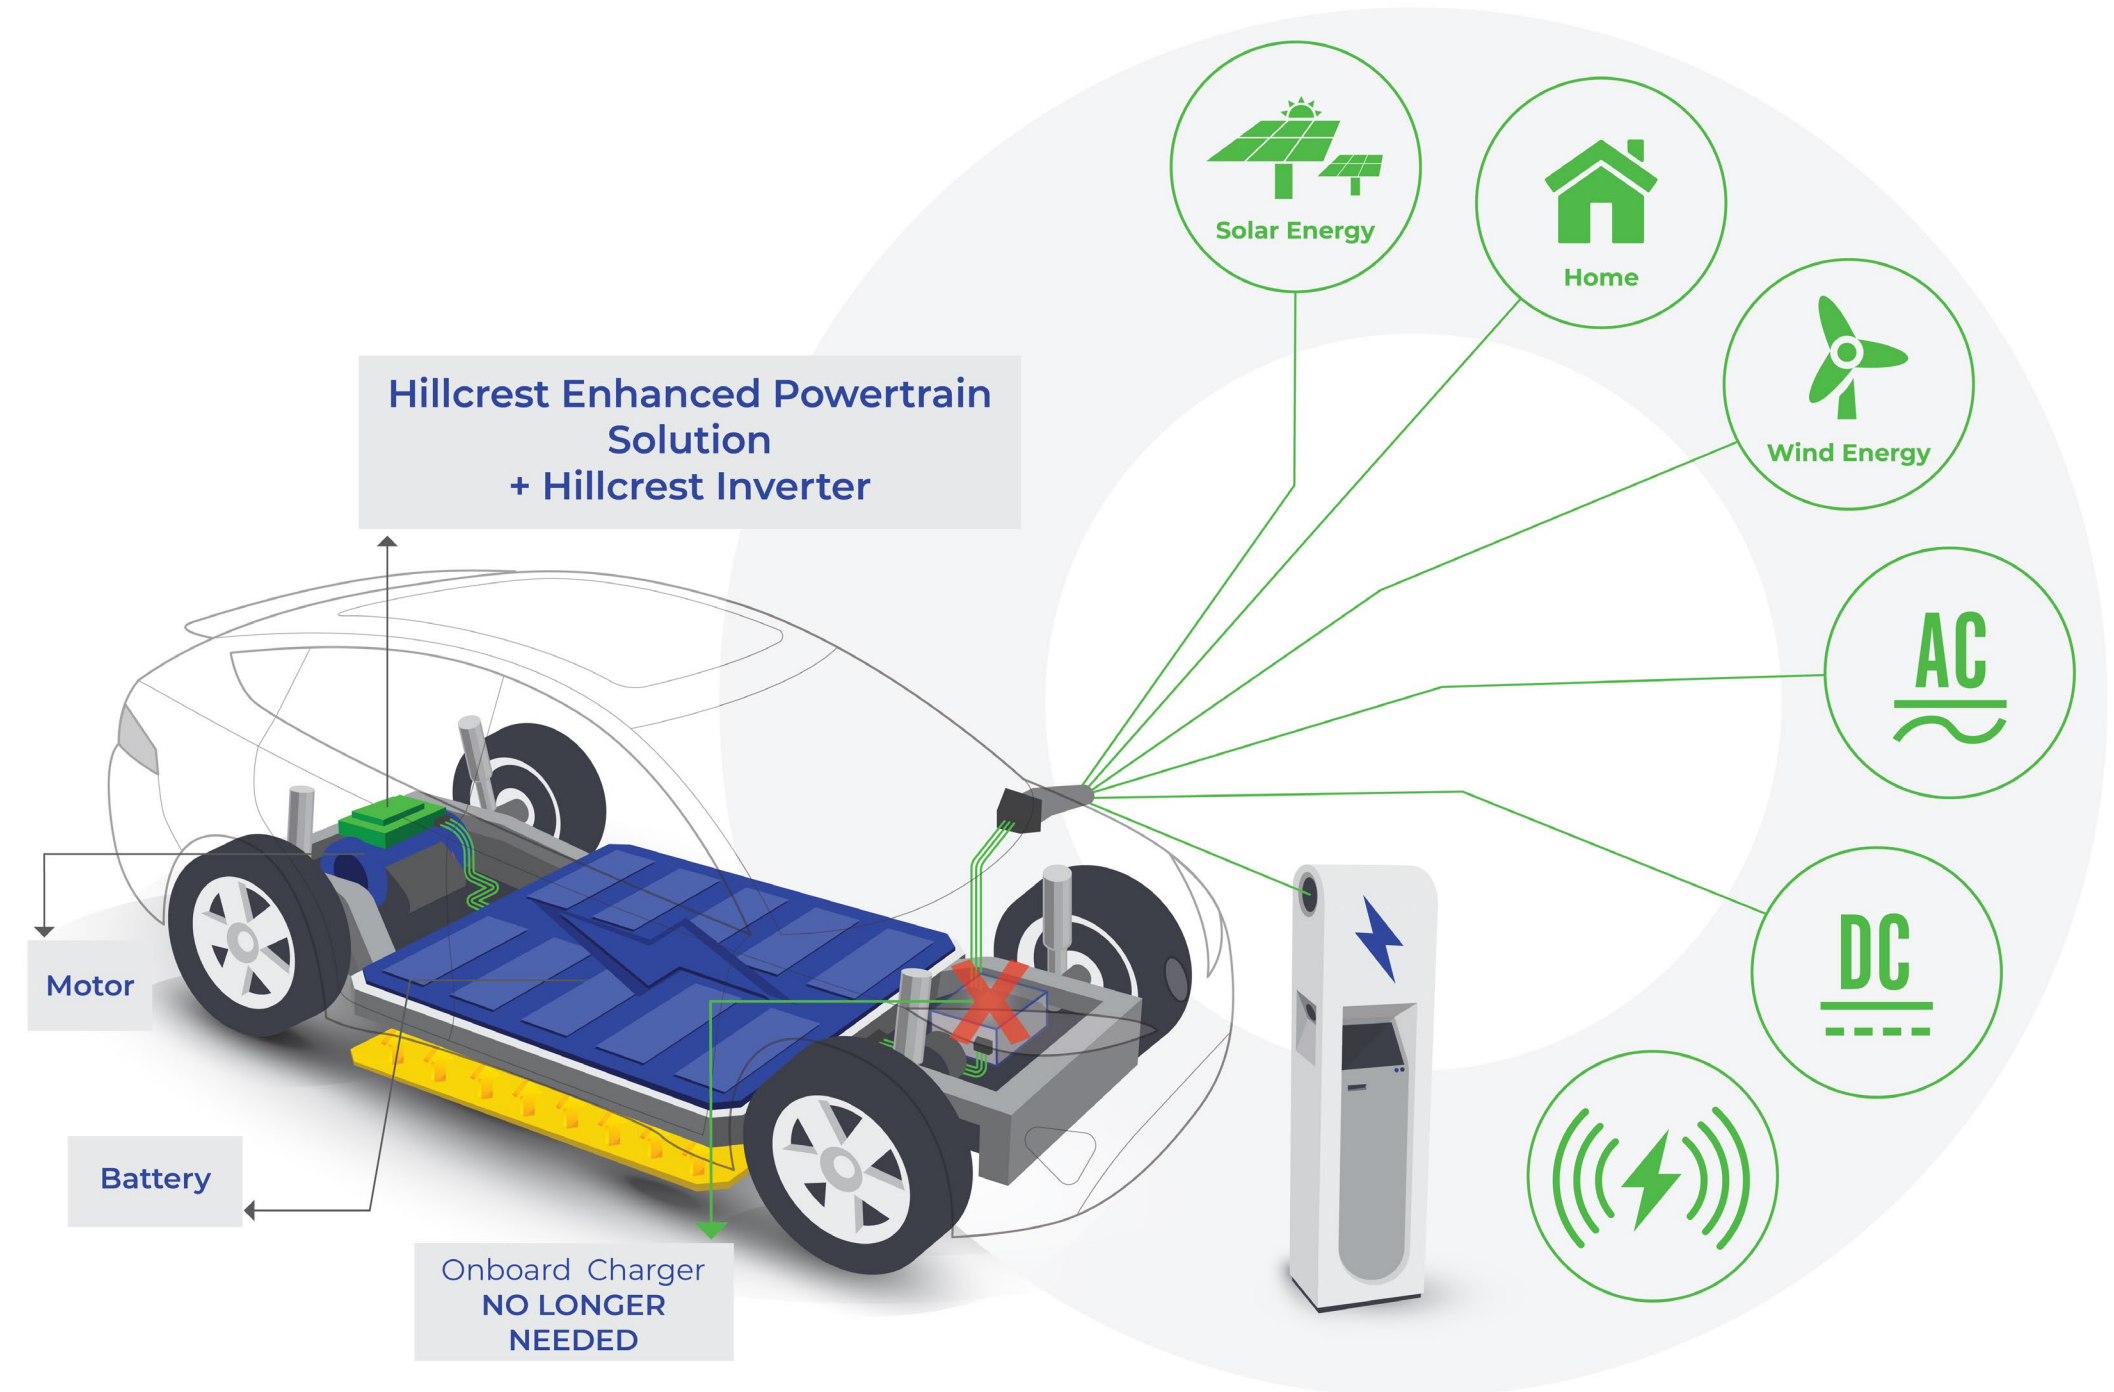 Solar Energy
Home
Wind Energy
Hillcrest Enhanced Powertrain
Solution
+ Hillcrest Inverter
AC
DC
Motor
Battery
Onboard Charger
NO LONGER
NEEDED